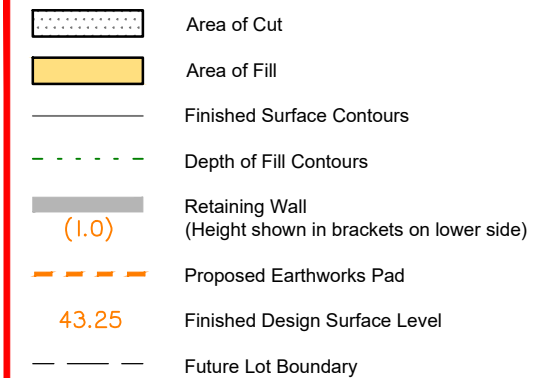 Area of Cut
Area of Fill
Finished Surface Contours
Depth of Fill Contours
Retaining Wall
(1.0) (Height shown in brackets on lower side)
Proposed Earthworks Pad
43.25 Finished Design Surface Level
Future Lot Boundary